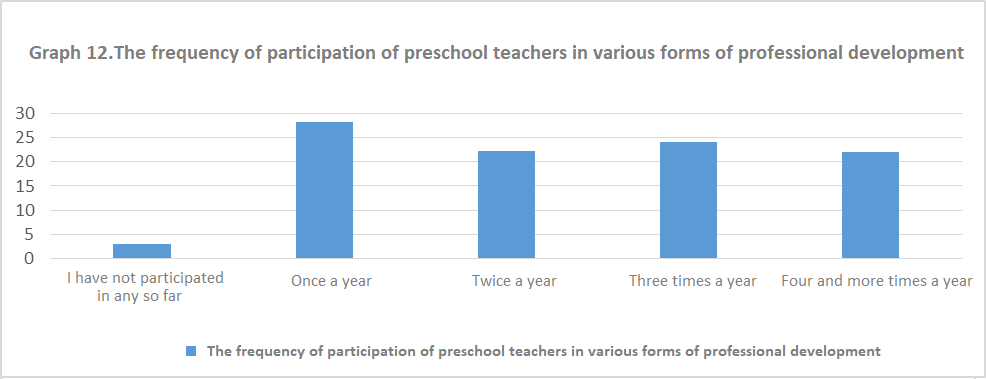 Graph 12.The frequency of participation of preschool teachers in various forms of professional development
30
25
20
15
10
5
0
I have not participated
in any so far
Once a year
Twice a year
Three times a year
Four and more times a year
The frequency of participation of preschool teachers in various forms of professional development